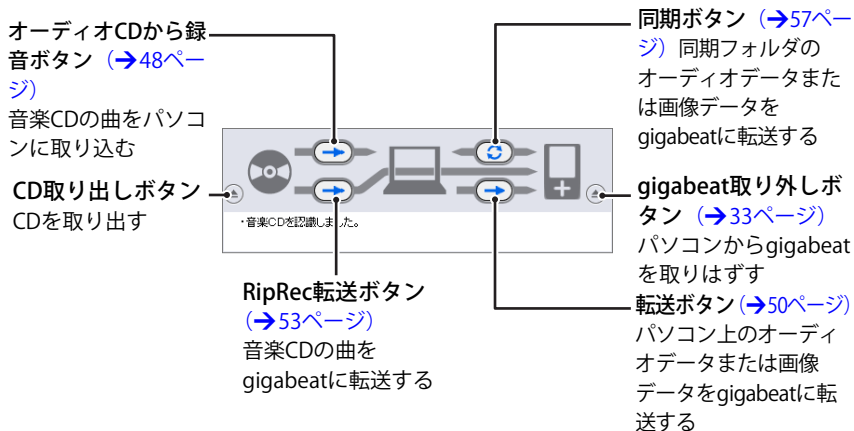 オーディオCDから録
音ボタン（→48ペー
ジ）
音楽CDの曲をパソコ
ンに取り込む
CD取り出しボタン
CDを取り出す
・音楽CDを認識しました。
RipRec転送ボタン
（→53ページ）
音楽CDの曲を
gigabeatに転送する
同期ボタン（→57ペー
ジ）同期フォルダの
オーディオデータまた
は画像データを
gigabeatに転送する
gigabeat取り外しボ
タン（→33ページ）
パソコンからgigabeat
を取りはずす
転送ボタン（→50ページ）
パソコン上のオーディ
オデータまたは画像
データをgigabeatに転
送する